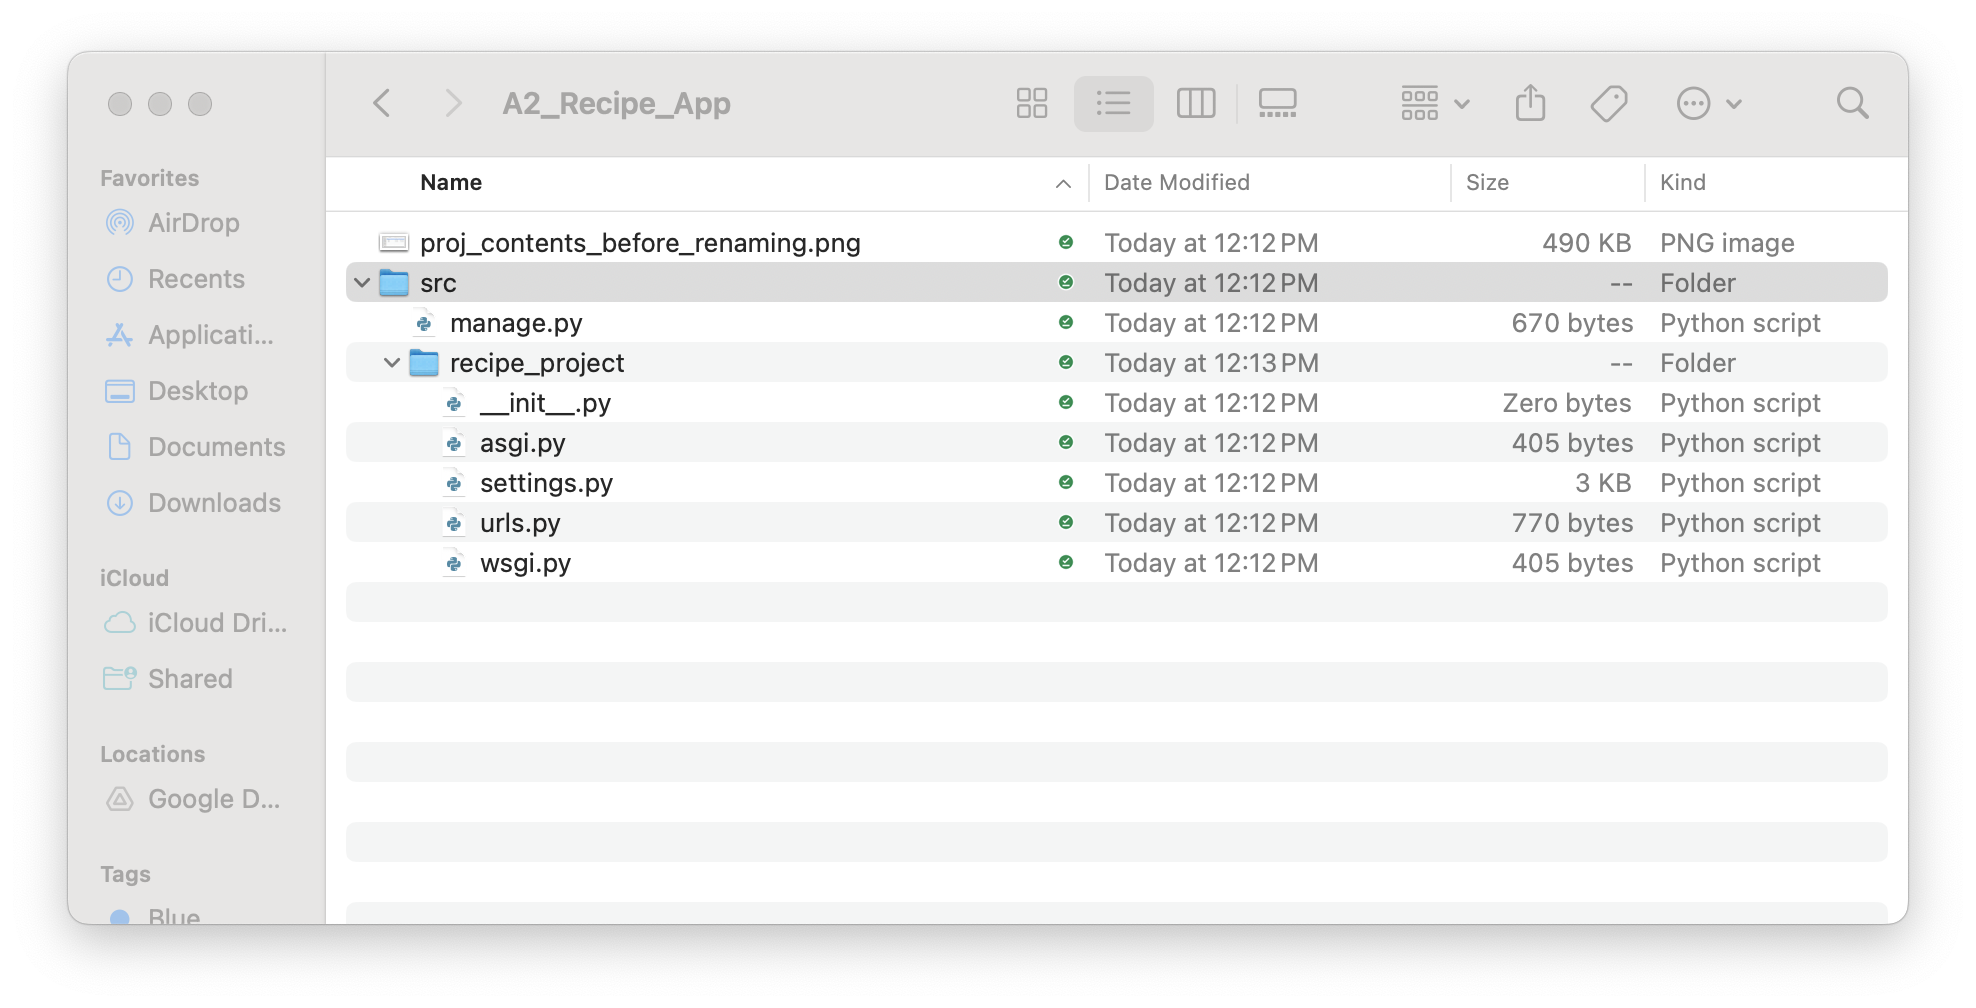 A2_Recipe_App
Favorites
AirDrop
Recents
Applicati...
Desktop
Documents
Downloads
iCloud
iCloud Dri...
Shared
Locations
Google D...
Tags
Blue
Name Date Modified Size Kind
proj_contents_before_renaming.png Today at 12:12 PM 490 KB PNG image
src Today at 12:12 PM -- Folder
manage.py Today at 12:12 PM 670 bytes Python script
recipe_project Today at 12:13 PM -- Folder
__init__.py Today at 12:12 PM Zero bytes Python script
asgi.py Today at 12:12 PM 405 bytes Python script
settings.py Today at 12:12 PM 3 KB Python script
urls.py Today at 12:12 PM 770 bytes Python script
wsgi.py Today at 12:12 PM 405 bytes Python script